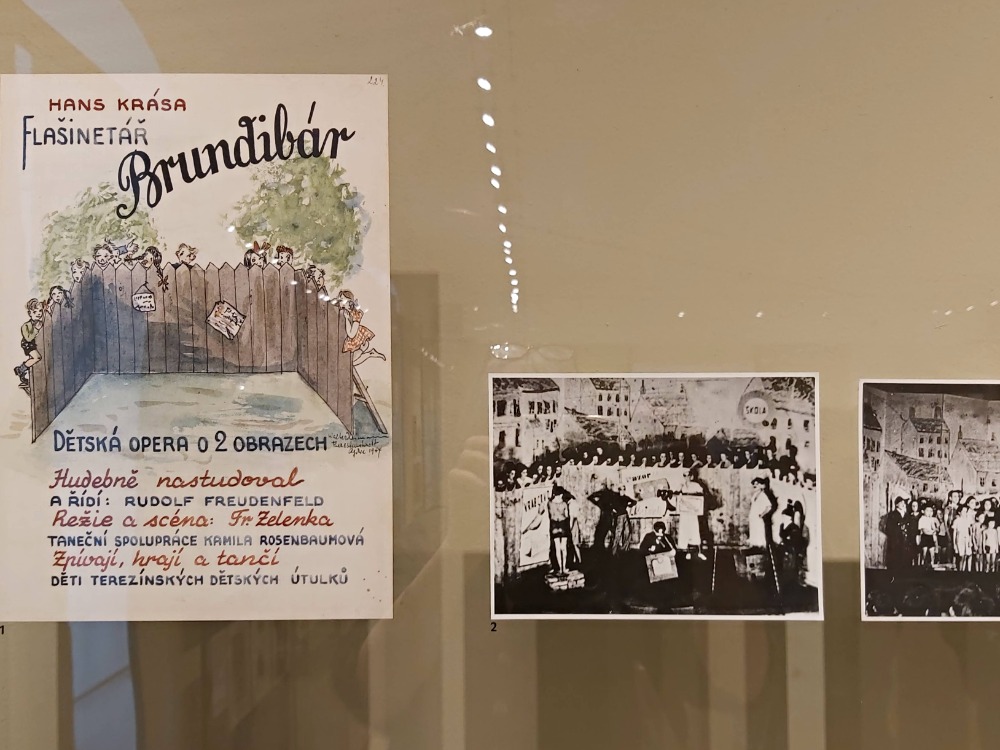 224
HANS KRÁSA
FLAŠINETÁŘ
Brundibár
DĚTSKÁ OPERA O 2 OBRAZECH
Hudebně nastudoval
A ŘÍDÍ: RUDOLF FREUDENFELD
Režie a scéna: Fr Zelenka
TANEČNÍ SPOLUPRÁCE KAMILA ROSENBAUMOVÁ
Zpívají, hrají a tančí
DĚTI TEREZÍNSKÝCH DĚTSKÝCH ÚTULKŮ
1
ŠKOLA
2